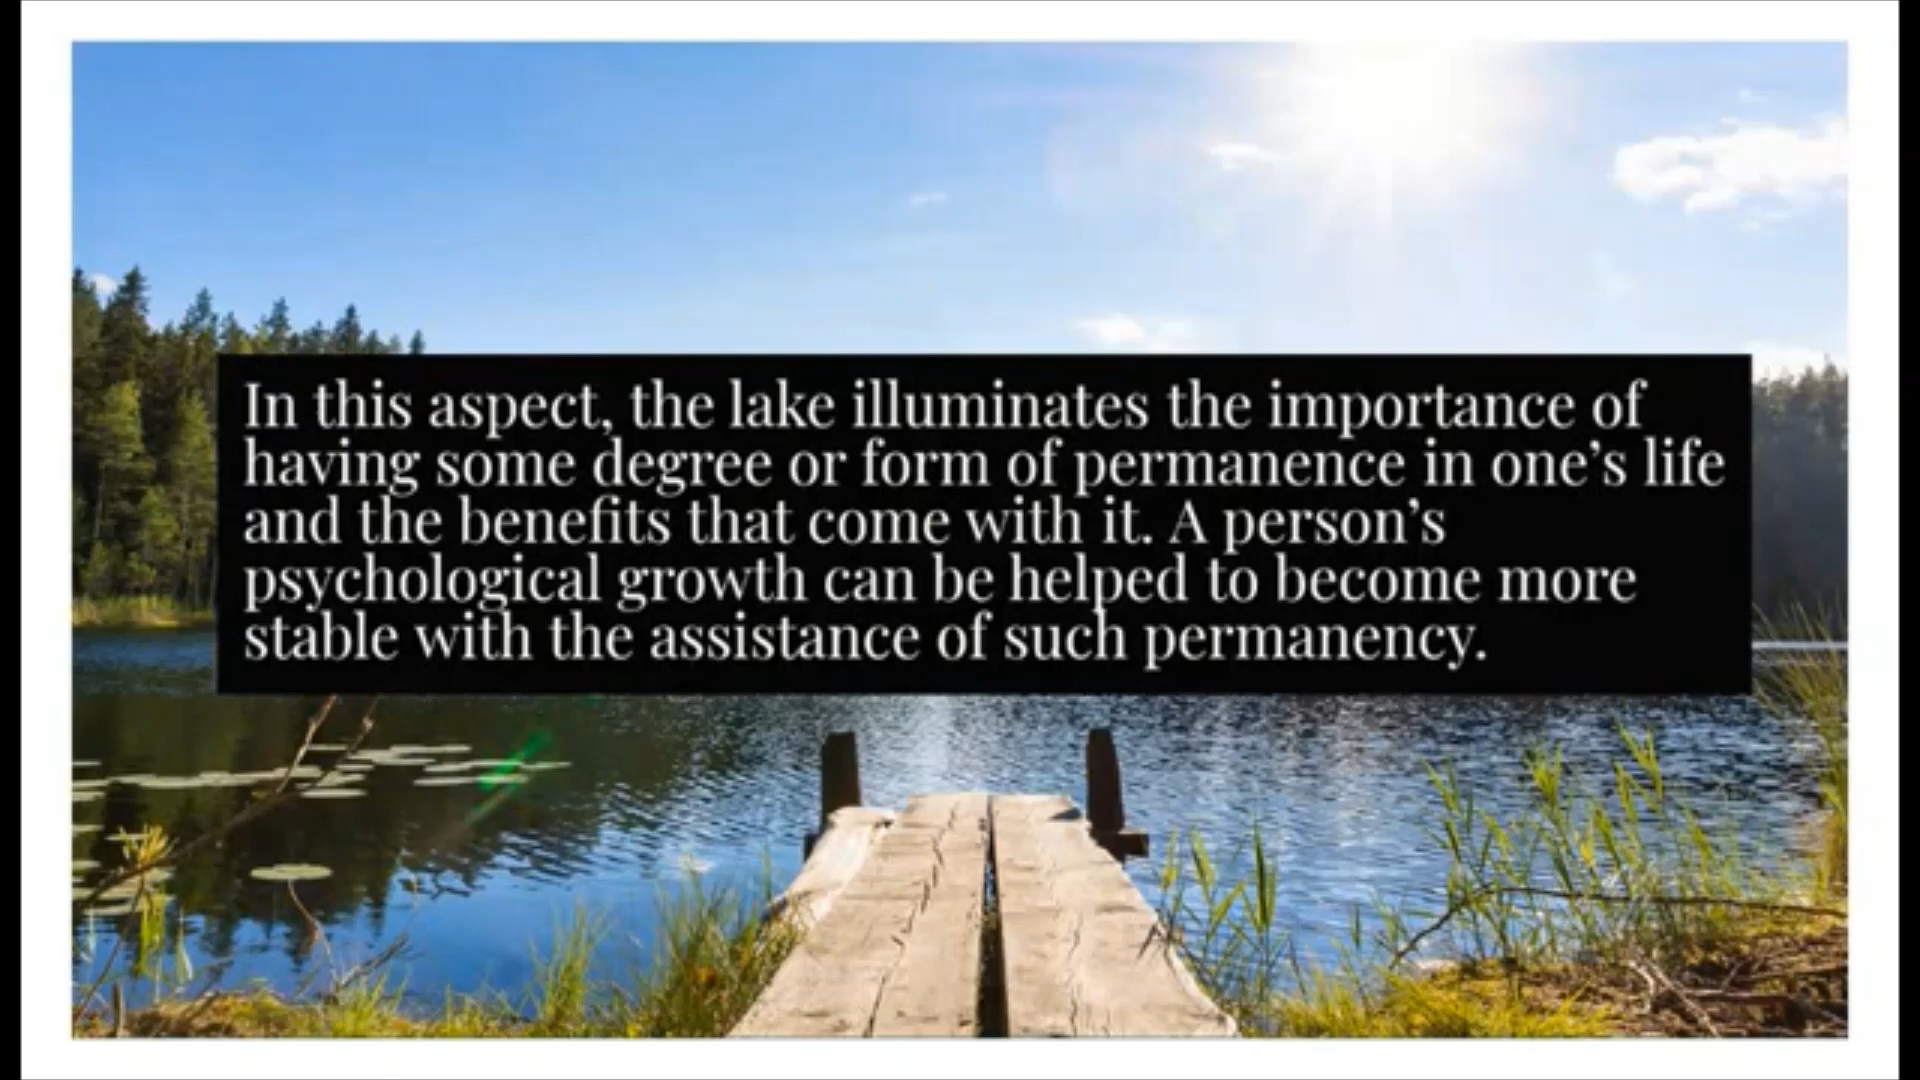 In this aspect, the lake illuminates the importance of
having some degree or form of permanence in one’s life
and the benefits that come with it. A person’s
psychological growth can be helped to become more
stable with the assistance of such permanency.